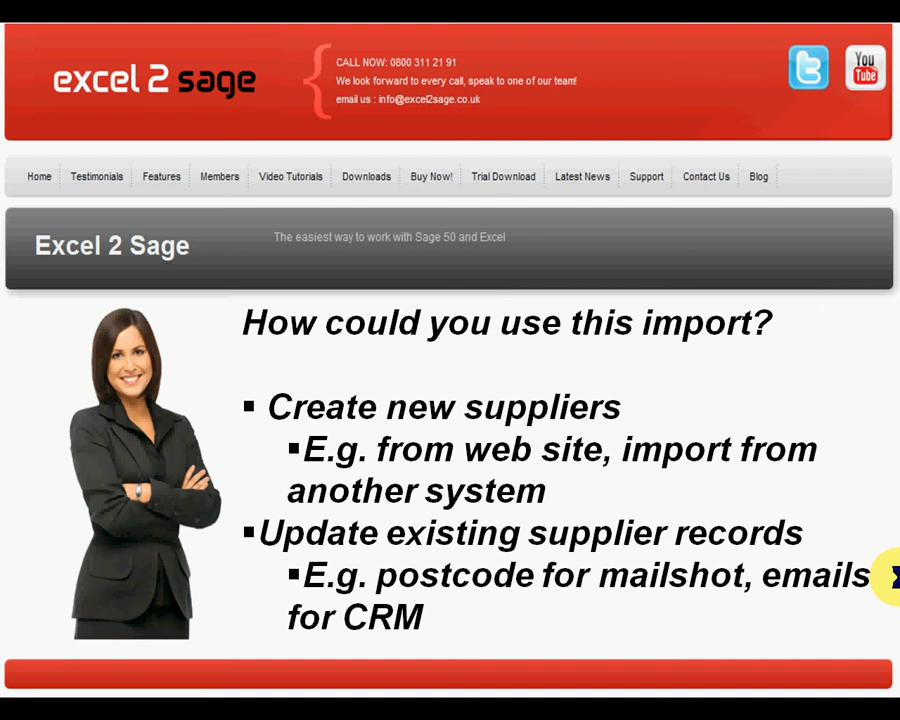 excel 2 sage
CALL NOW: 0800 311 21 91
We look forward to every call, speak to one of our team!
email us : info@excel2sage.co.uk
You
Tube
Home Testimonials Features Members Video Tutorials Downloads Buy Now! Trial Download Latest News Support Contact Us Blog
Excel 2 Sage
The easiest way to work with Sage 50 and Excel
How could you use this import?
▪ Create new suppliers
▪E.g. from web site, import from
another system
▪Update existing supplier records
▪E.g. postcode for mailshot, emails
for CRM